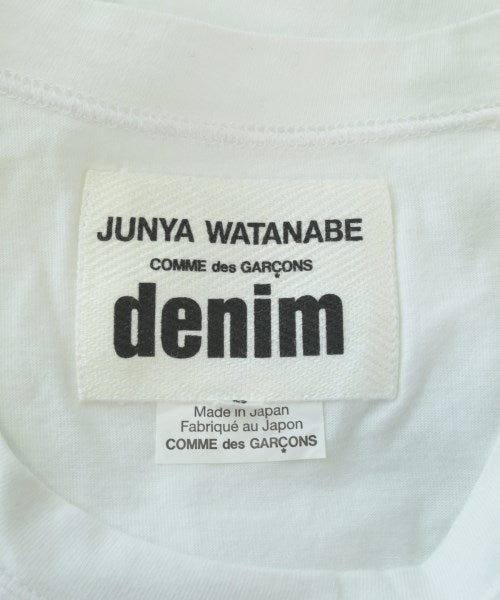 JUNYA WATANABE
COMME des GARÇONS
denim
Made in Japan
Fabriqué au Japon
COMME des GARÇONS